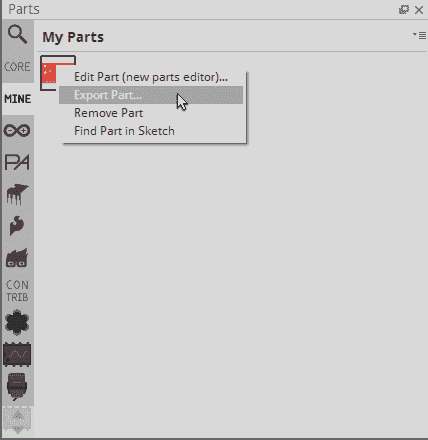 Parts
My Parts
CORE
MINE
Edit Part (new parts editor)...
Export Part...
Remove Part
Find Part in Sketch
PA
CON
TRIB